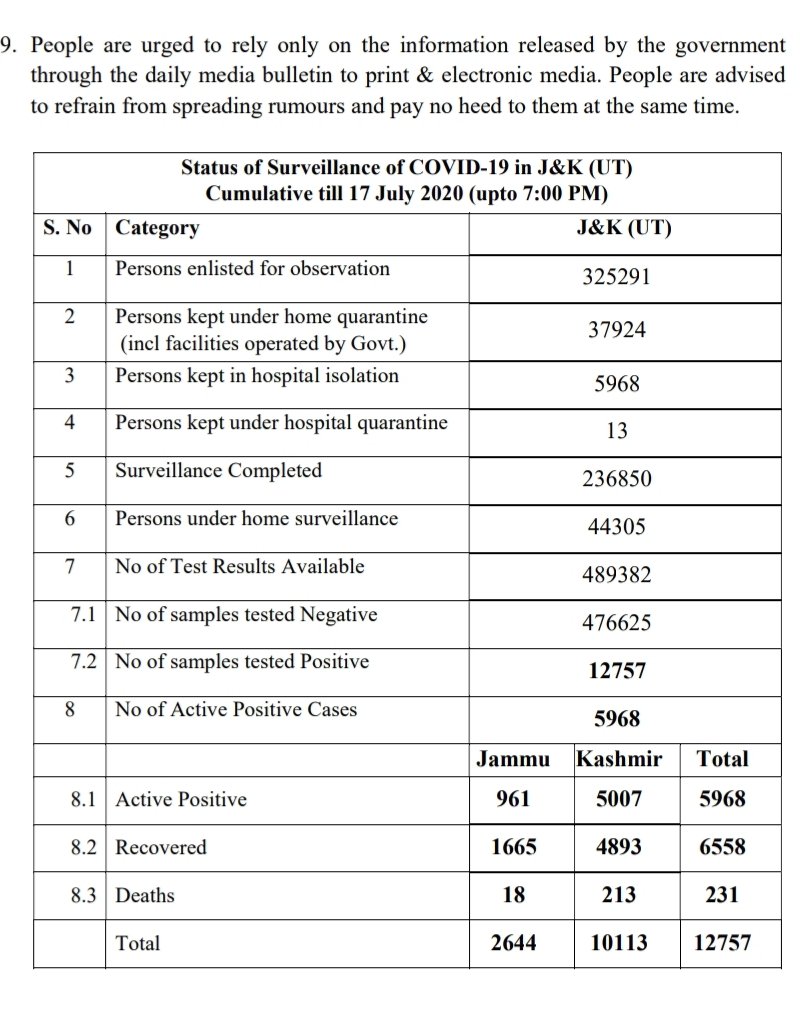 9. People are urged to rely only on the information released by the government
through the daily media bulletin to print & electronic media. People are advised
to refrain from spreading rumours and pay no heed to them at the same time.
Status of Surveillance of COVID-19 in J&K (UT)
Cumulative till 17 July 2020 (upto 7:00 PM)
S. No Category J&K (UT)
1 Persons enlisted for observation 325291
2 Persons kept under home quarantine
(incl facilities operated by Govt.) 37924
3 Persons kept in hospital isolation 5968
4 Persons kept under hospital quarantine 13
5 Surveillance Completed 236850
6 Persons under home surveillance 44305
7 No of Test Results Available 489382
7.1 No of samples tested Negative 476625
7.2 No of samples tested Positive 12757
8 No of Active Positive Cases 5968
Jammu Kashmir Total
8.1 Active Positive 961 5007 5968
8.2 Recovered 1665 4893 6558
8.3 Deaths 18 213 231
Total 2644 10113 12757